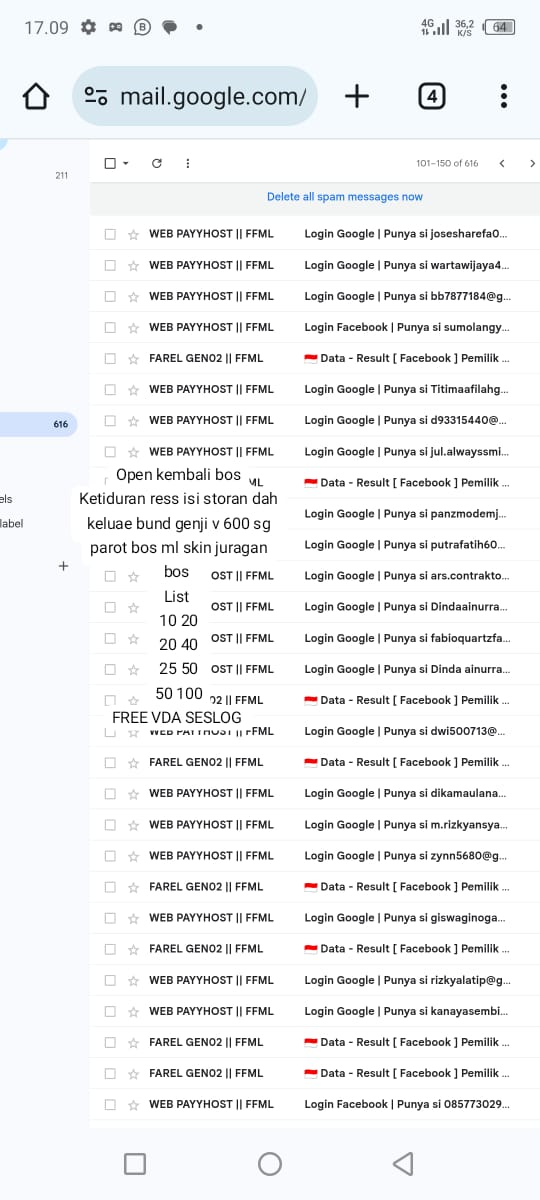 17.09
4G 36,2 K/S 64
mail.google.com/
4
211
101–150 of 616
Delete all spam messages now
WEB PAYYHOST || FFML Login Google | Punya si josesharefa0...
WEB PAYYHOST || FFML Login Google | Punya si wartawijaya4...
WEB PAYYHOST || FFML Login Google | Punya si bb7877184@g...
WEB PAYYHOST || FFML Login Facebook | Punya si sumolangy...
FAREL GEN02 || FFML 🇮🇩 Data - Result [ Facebook ] Pemilik ...
WEB PAYYHOST || FFML Login Google | Punya si Titimaafilahg...
616
WEB PAYYHOST || FFML Login Google | Punya si d93315440@...
WEB PAYYHOST || FFML Login Google | Punya si jul.alwayssmi...
Open kembali bos
ML 🇮🇩 Data - Result [ Facebook ] Pemilik ...
els
Ketiduran ress isi storan dah
Login Google | Punya si panzmodemj...
label
keluae bund genji v 600 sg
parot bos ml skin juragan
Login Google | Punya si putrafatih60...
bos
OST || FFML Login Google | Punya si ars.contrakto...
List
OST || FFML Login Google | Punya si Dindaainurra...
10 20
20 40
OST || FFML Login Google | Punya si fabioquartzfa...
25 50
OST || FFML Login Google | Punya si Dinda ainurra...
50 100
02 || FFML 🇮🇩 Data - Result [ Facebook ] Pemilik ...
FREE VDA SESLOG
WEB PAYYHOST || FFML Login Google | Punya si dwi500713@...
FAREL GEN02 || FFML 🇮🇩 Data - Result [ Facebook ] Pemilik ...
WEB PAYYHOST || FFML Login Google | Punya si dikamaulana...
WEB PAYYHOST || FFML Login Google | Punya si m.rizkyansya...
WEB PAYYHOST || FFML Login Google | Punya si zynn5680@g...
FAREL GEN02 || FFML 🇮🇩 Data - Result [ Facebook ] Pemilik ...
WEB PAYYHOST || FFML Login Google | Punya si giswaginoga...
FAREL GEN02 || FFML 🇮🇩 Data - Result [ Facebook ] Pemilik ...
WEB PAYYHOST || FFML Login Google | Punya si rizkyalatip@g...
WEB PAYYHOST || FFML Login Google | Punya si kanayasembi...
FAREL GEN02 || FFML 🇮🇩 Data - Result [ Facebook ] Pemilik ...
FAREL GEN02 || FFML 🇮🇩 Data - Result [ Facebook ] Pemilik ...
WEB PAYYHOST || FFML Login Facebook | Punya si 085773029...